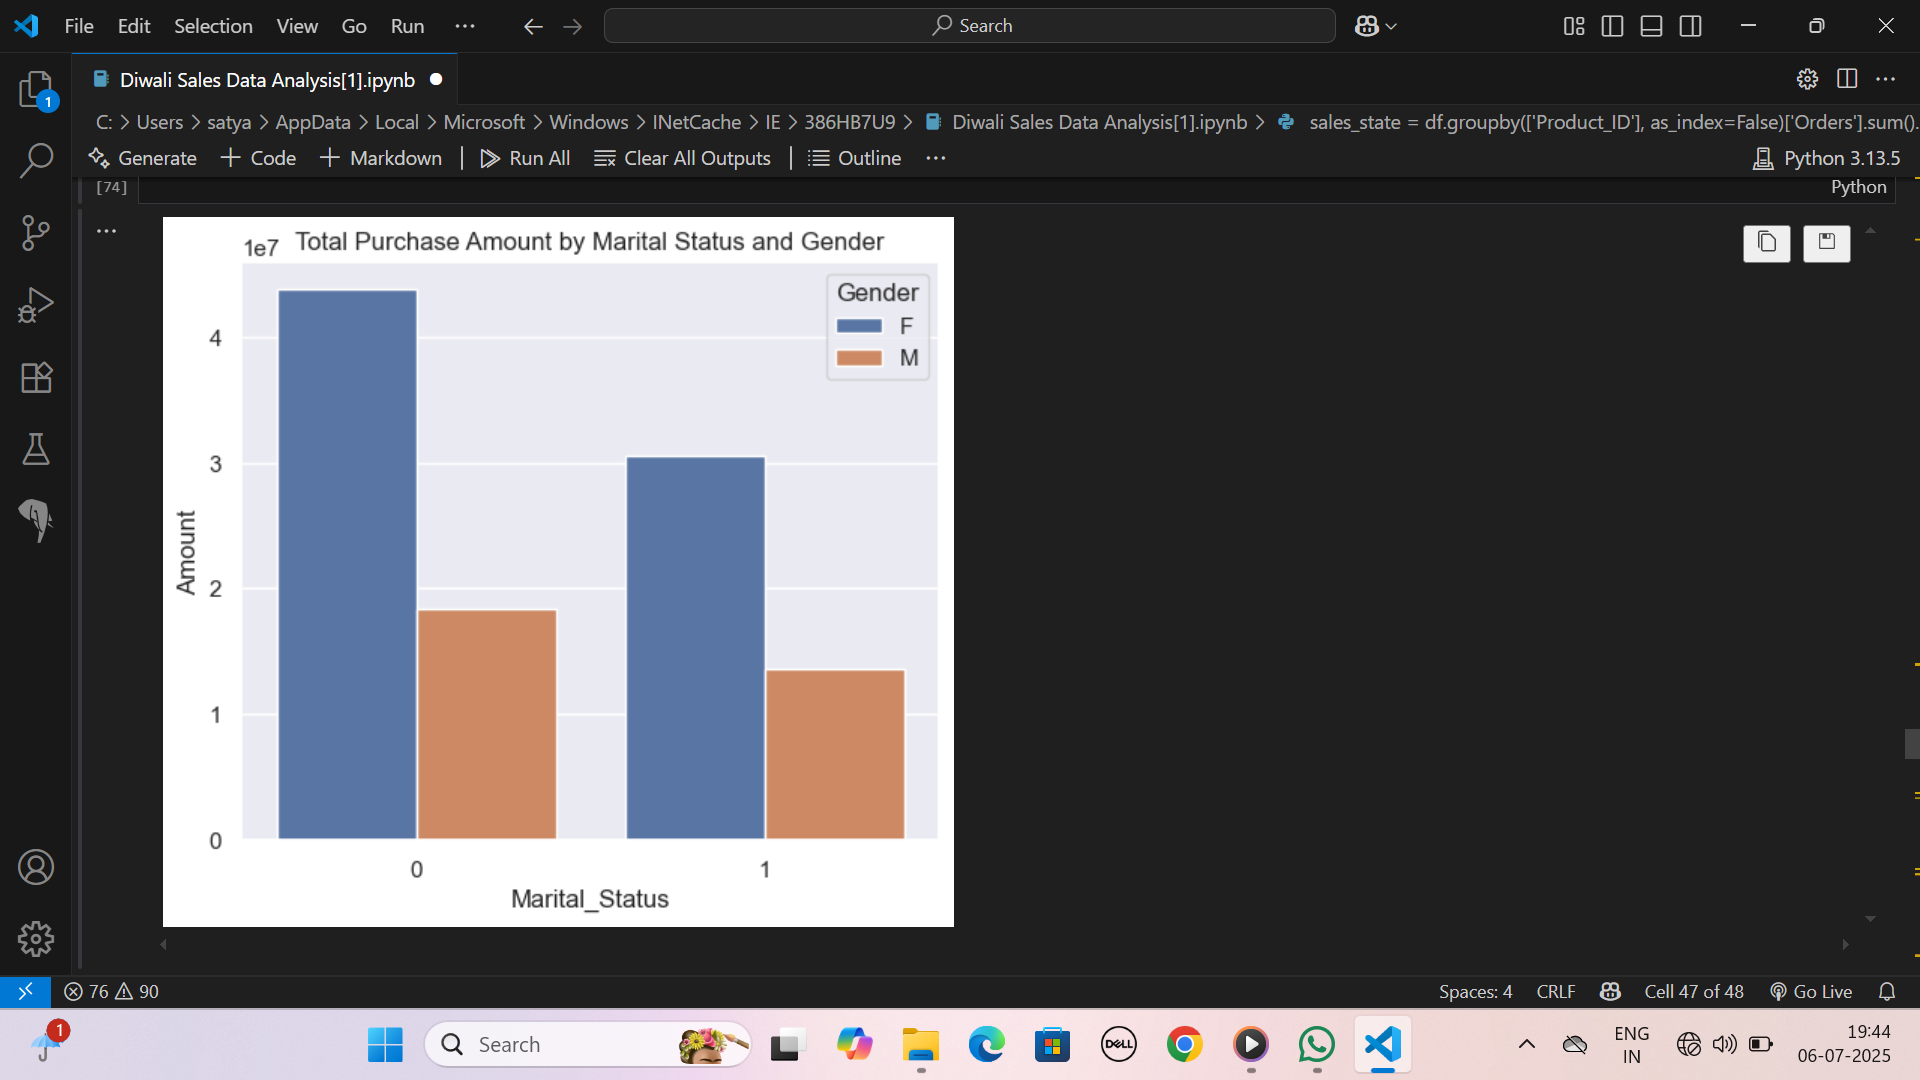 File Edit Selection View Go Run ··· Search
Diwali Sales Data Analysis[1].ipynb
1
C: > Users > satya > AppData > Local > Microsoft > Windows > INetCache > IE > 386HB7U9 > Diwali Sales Data Analysis[1].ipynb > sales_state = df.groupby(['Product_ID'], as_index=False)['Orders'].sum().
Generate + Code + Markdown | Run All Clear All Outputs | Outline ··· Python 3.13.5
[74] Python
1e7 Total Purchase Amount by Marital Status and Gender
Gender
F
M
4
3
2
1
0
Amount
0 1
Marital_Status
76 90 Spaces: 4 CRLF Cell 47 of 48 Go Live
1
Search
DELL
ENG
IN
19:44
06-07-2025